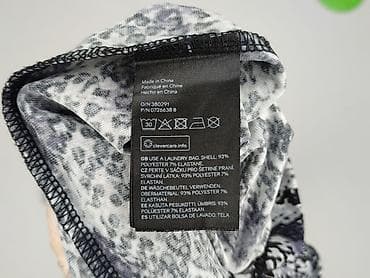 Made in China
Fabriqué en Chine
Hecho en China
O/N 380291
P/N 0726638 8
30
clevercare.info
GB USE A LAUNDRY BAG. SHELL: 93%
POLYESTER 7% ELASTANE.
CZ PERTE V SÁČKU PRO ŠETRNÉ PRANÍ.
SVRCHNÍ LÁTKA: 93% POLYESTER 7%
ELASTAN.
DE WÄSCHEBEUTEL VERWENDEN.
OBERMATERIAL: 93% POLYESTER 7%
ELASTAN.
EE KASUTA PESUKOTTI ÜMBRIS: 93%
POLÜESTER 7% ELASTAAN.
ES UTILIZAR BOLSA DE LAVADO. TELA